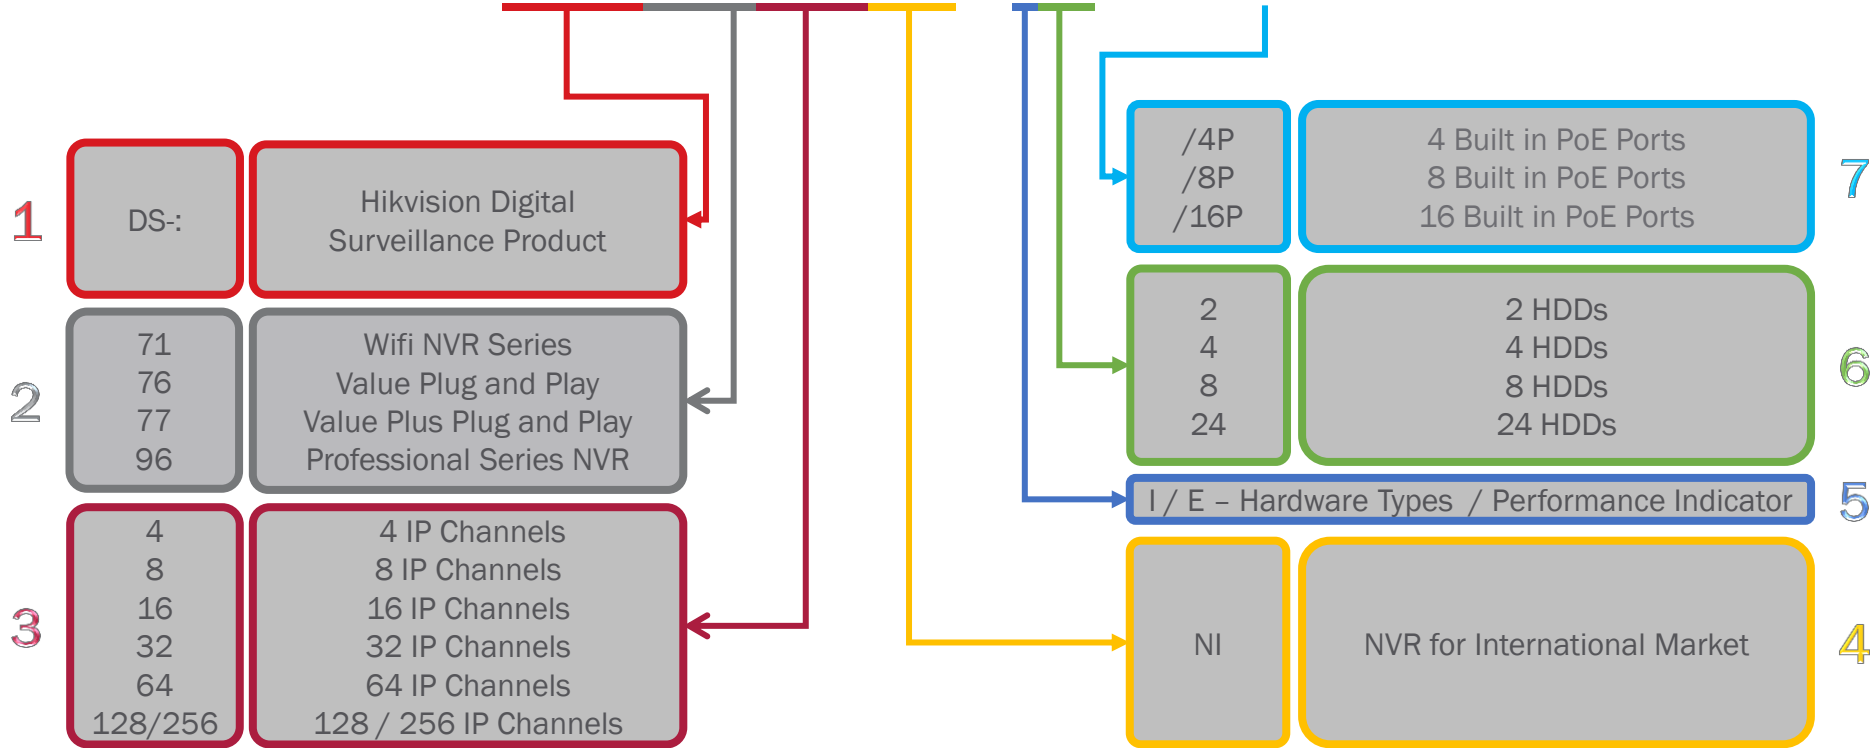 1
DS-:
Hikvision Digital
Surveillance Product
2
71 Wifi NVR Series
76 Value Plug and Play
77 Value Plus Plug and Play
96 Professional Series NVR
3
4 4 IP Channels
8 8 IP Channels
16 16 IP Channels
32 32 IP Channels
64 64 IP Channels
128/256 128 / 256 IP Channels
/4P 4 Built in PoE Ports
/8P 8 Built in PoE Ports
/16P 16 Built in PoE Ports
7
2 2 HDDs
4 4 HDDs
8 8 HDDs
24 24 HDDs
6
I / E – Hardware Types / Performance Indicator
5
NI NVR for International Market
4